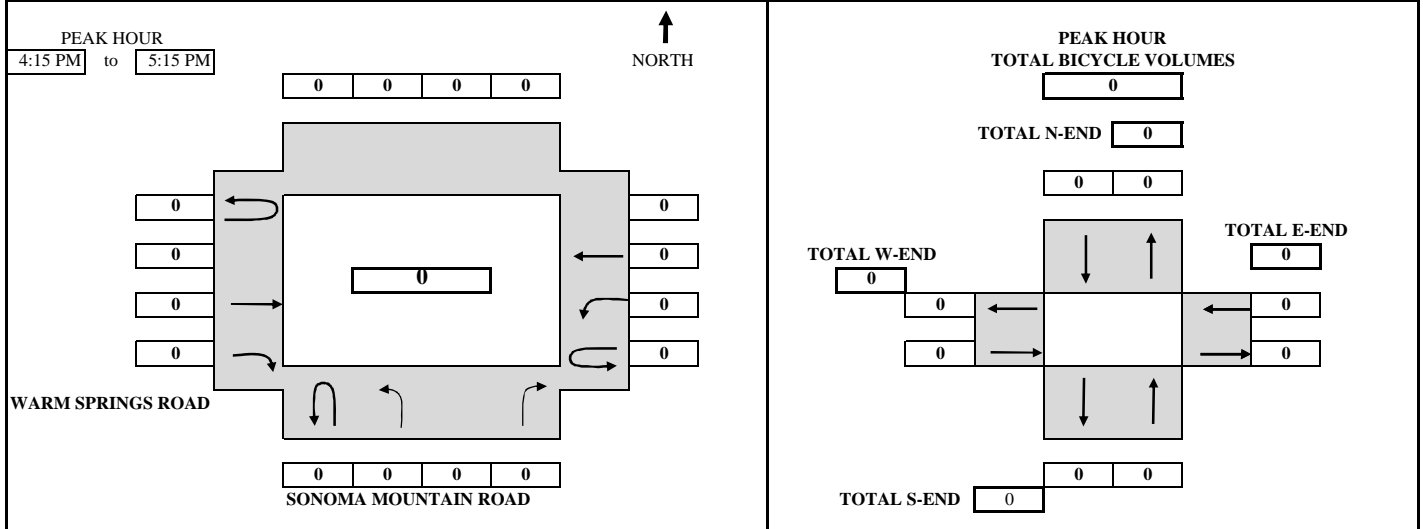 PEAK HOUR
4:15 PM to 5:15 PM
NORTH
0 0 0 0
0
0
0
0
0
0
0
0
0
WARM SPRINGS ROAD
0 0 0 0
SONOMA MOUNTAIN ROAD
PEAK HOUR
TOTAL BICYCLE VOLUMES
0
TOTAL N-END 0
0 0
TOTAL W-END
0
TOTAL E-END
0
0
0
0
0
0 0
TOTAL S-END 0